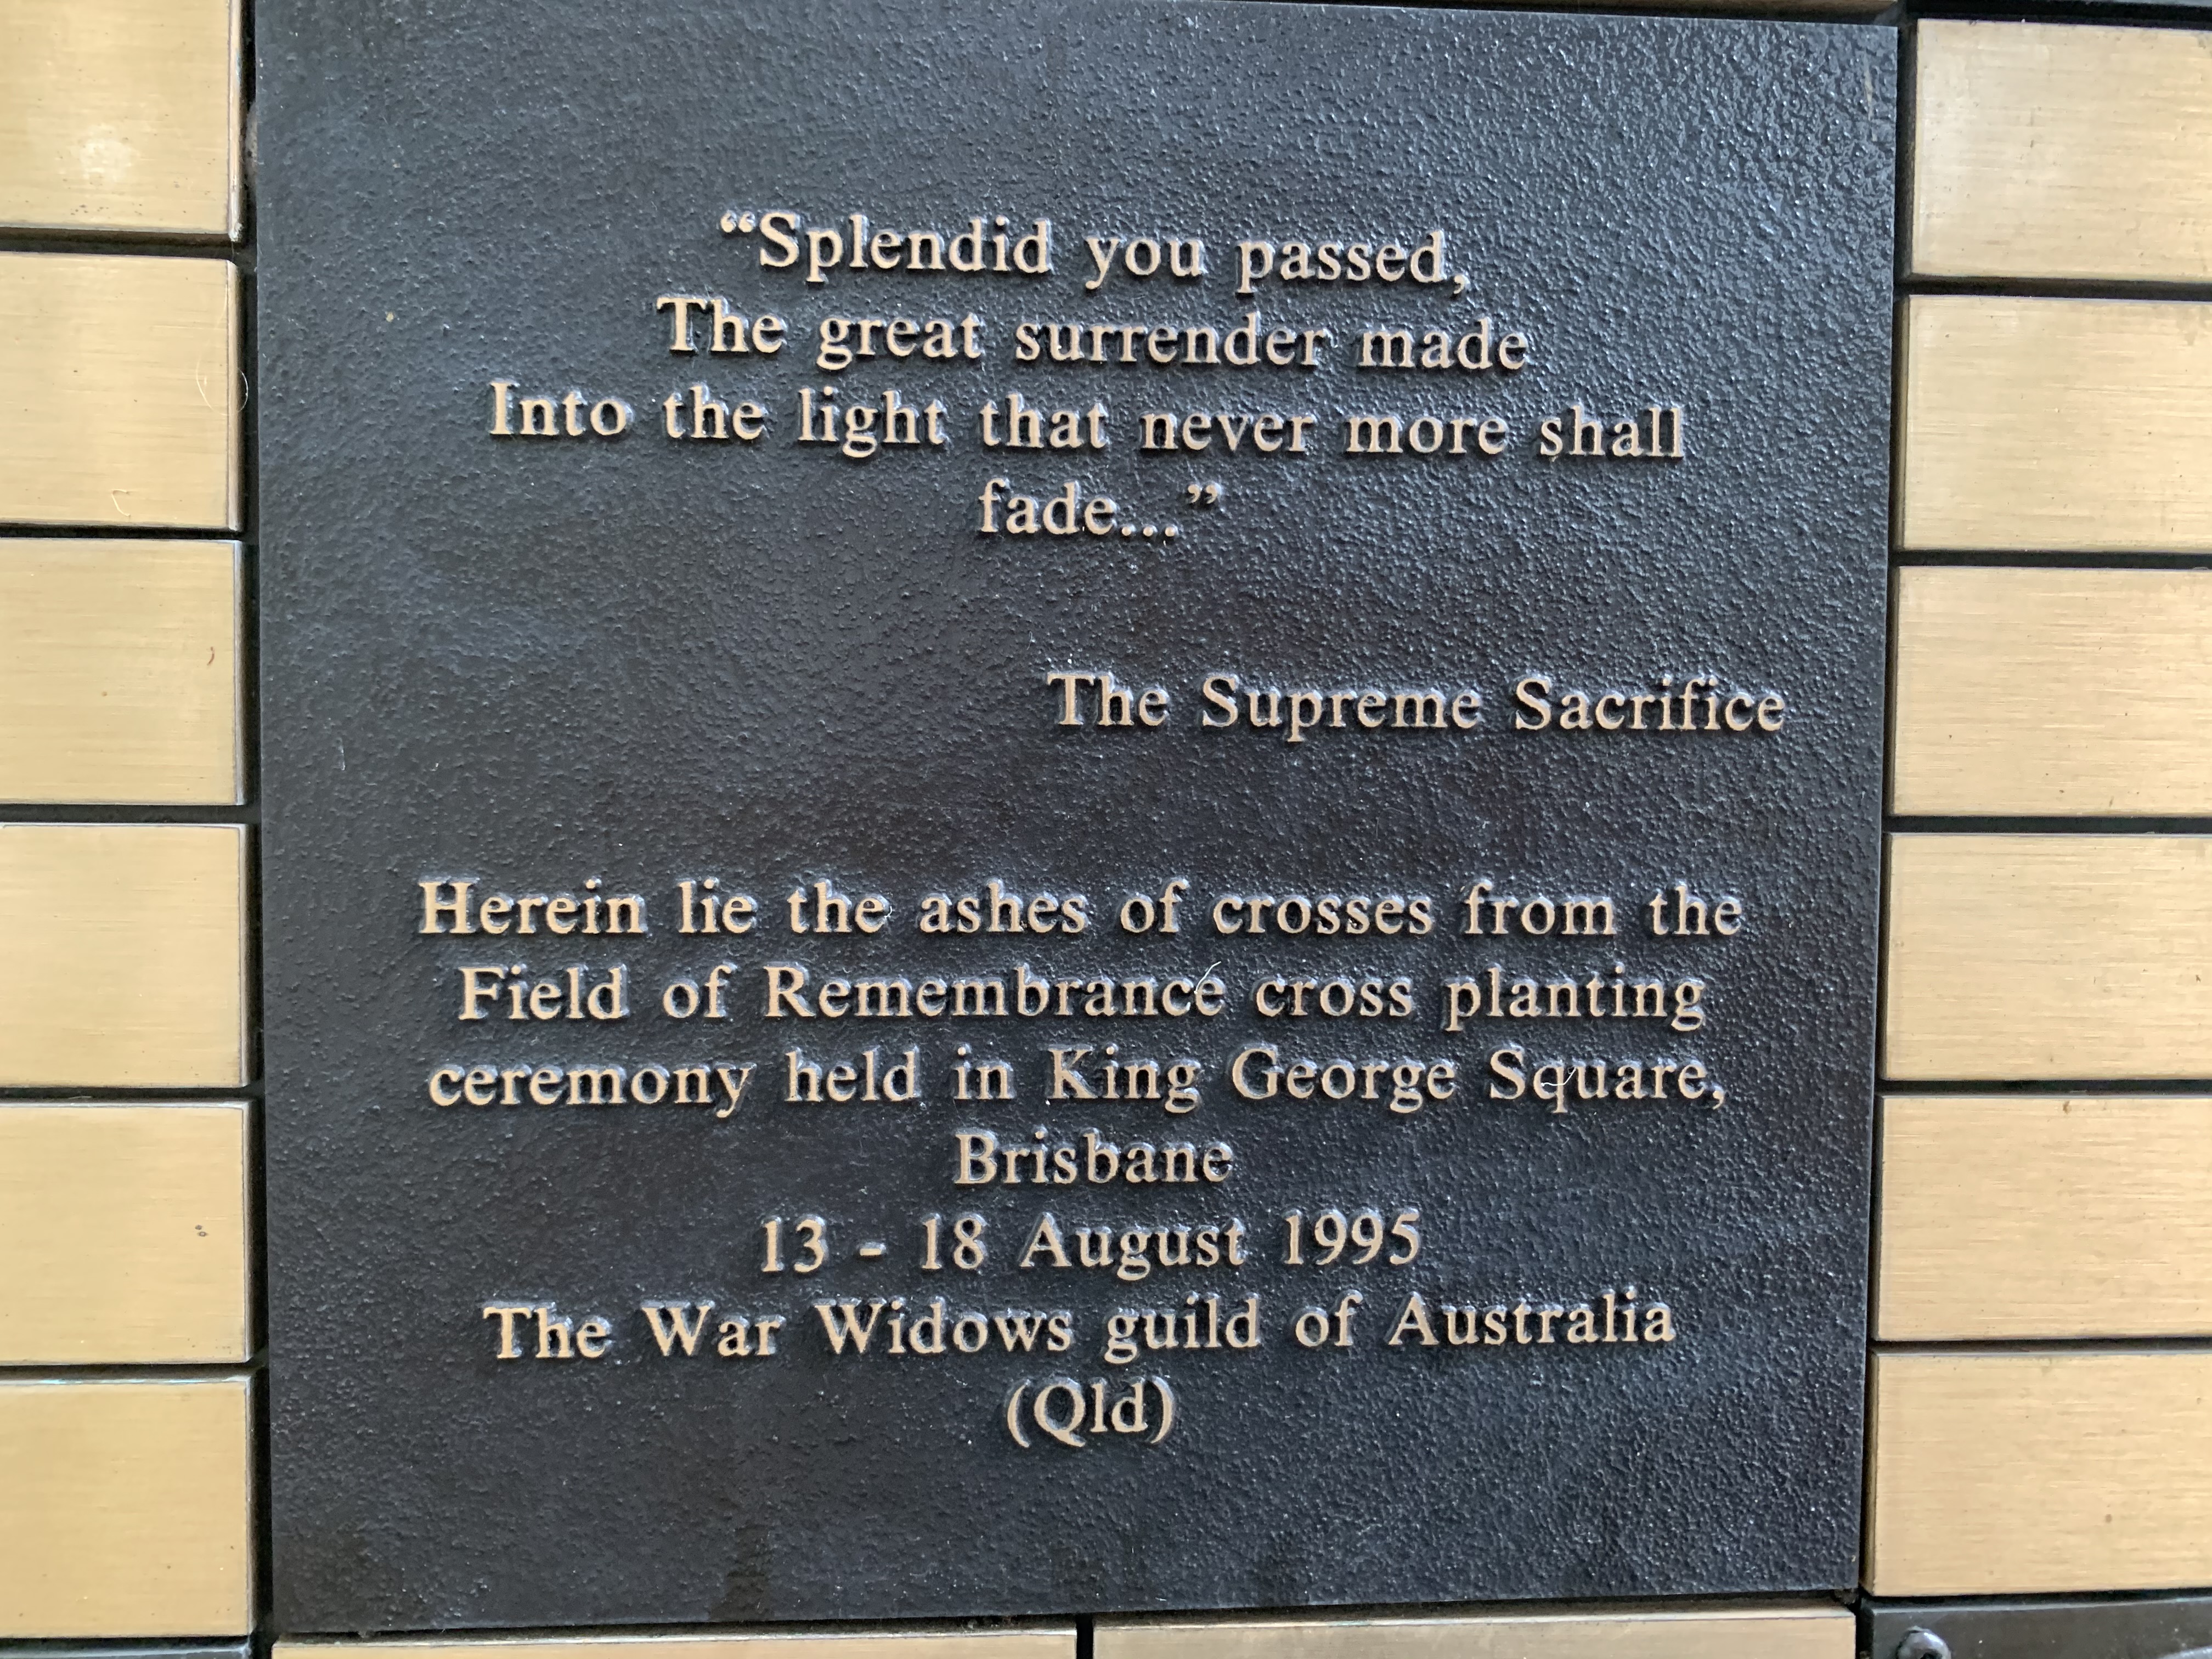 “Splendid you passed,
The great surrender made
Into the light that never more shall
fade...”
The Supreme Sacrifice
Herein lie the ashes of crosses from the
Field of Remembrance cross planting
ceremony held in King George Square,
Brisbane
13 - 18 August 1995
The War Widows guild of Australia
(Qld)